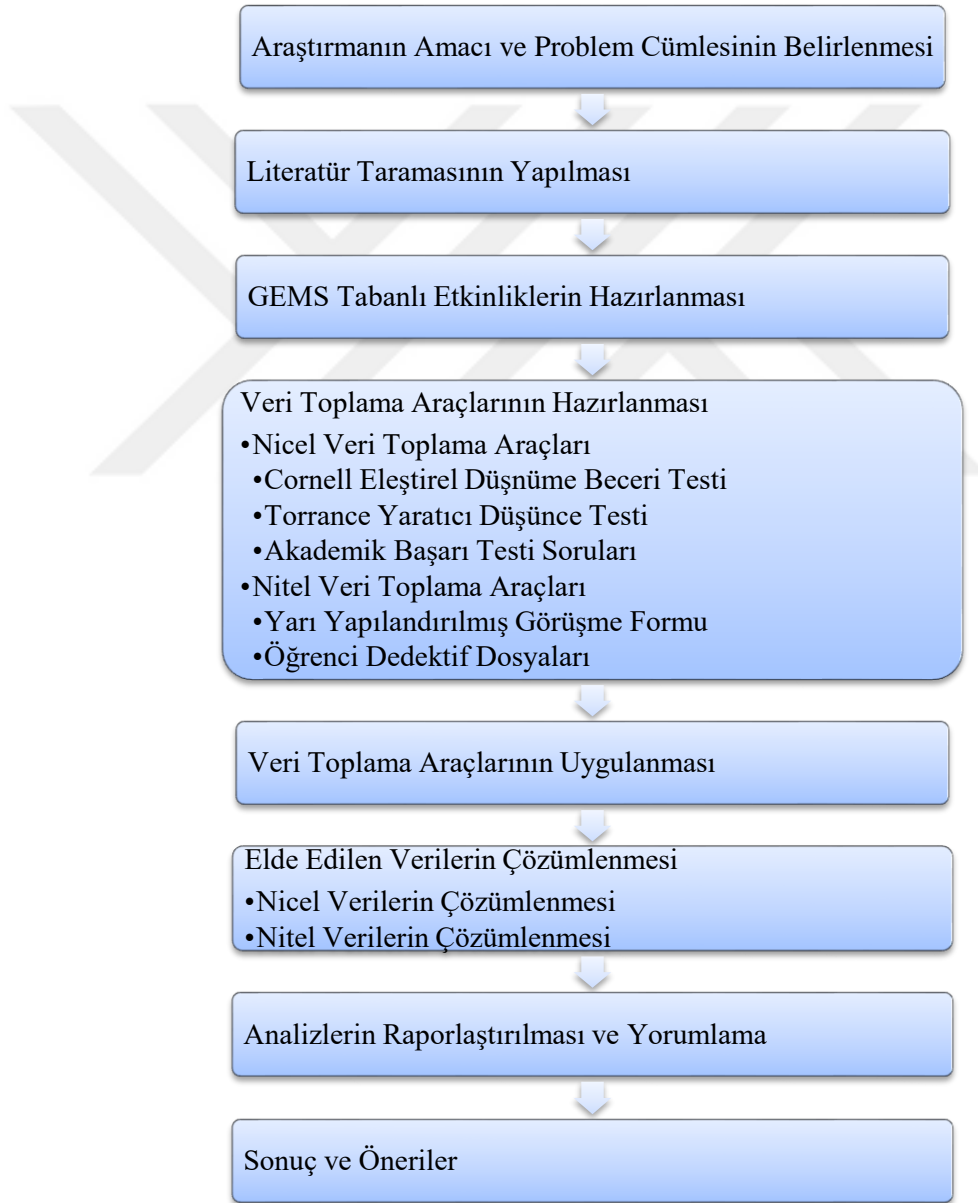 Araştırmanın Amacı ve Problem Cümlesinin Belirlenmesi
Literatür Taramasının Yapılması
GEMS Tabanlı Etkinliklerin Hazırlanması
Veri Toplama Araçlarının Hazırlanması
•Nicel Veri Toplama Araçları
•Cornell Eleştirel Düşnüme Beceri Testi
•Torrance Yaratıcı Düşünce Testi
•Akademik Başarı Testi Soruları
•Nitel Veri Toplama Araçları
•Yarı Yapılandırılmış Görüşme Formu
•Öğrenci Dedektif Dosyaları
Veri Toplama Araçlarının Uygulanması
Elde Edilen Verilerin Çözümlenmesi
•Nicel Verilerin Çözümlenmesi
•Nitel Verilerin Çözümlenmesi
Analizlerin Raporlaştırılması ve Yorumlama
Sonuç ve Öneriler